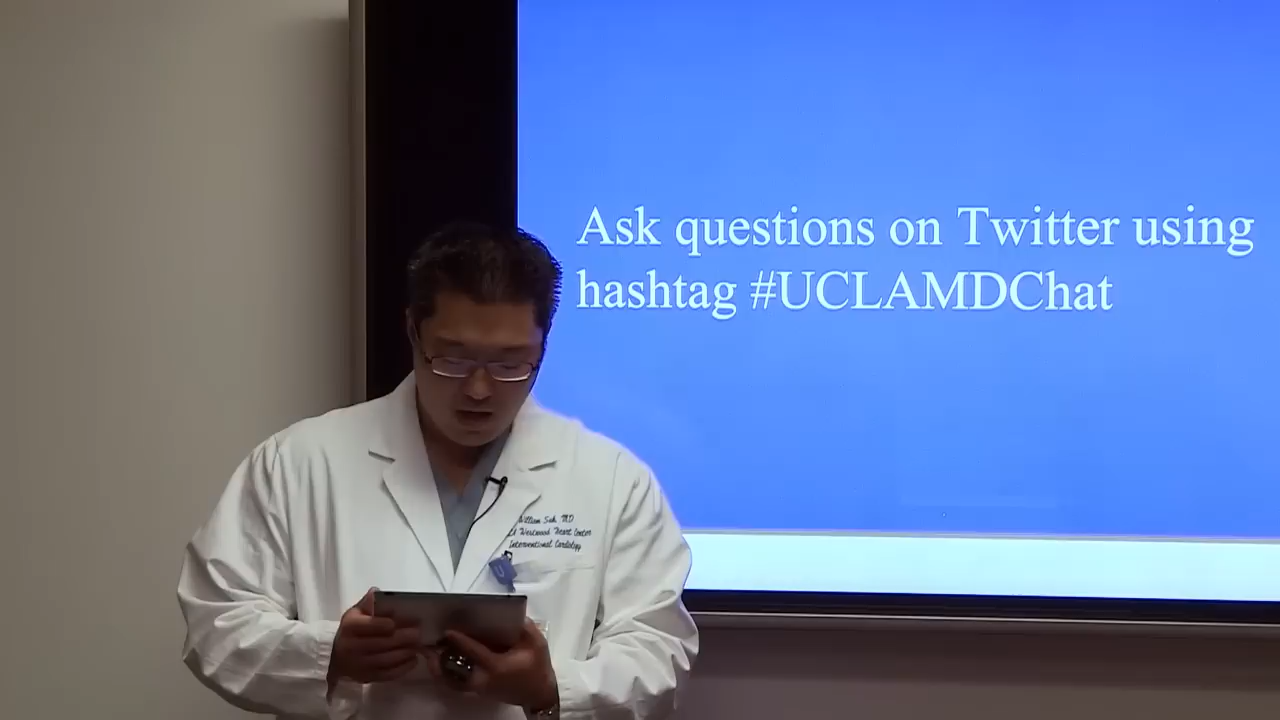 Ask questions on Twitter using
hashtag #UCLAMDChat
William Suh, MD
Westwood Heart Center
Interventional Cardiology